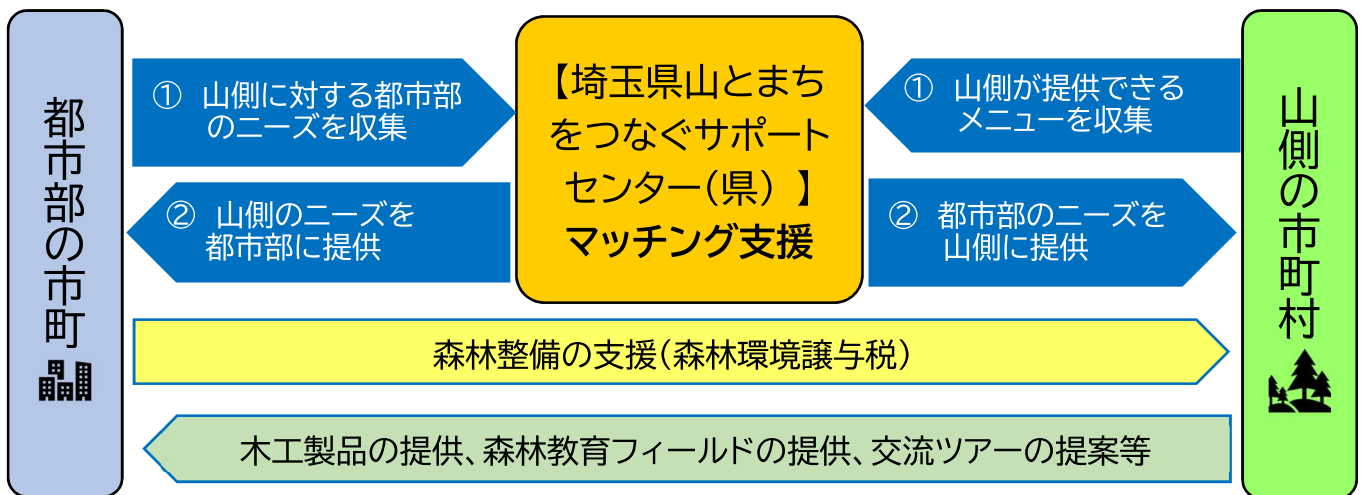 都市部の市町
① 山側に対する都市部
のニーズを収集
② 山側のニーズを
都市部に提供
【埼玉県山とまち
をつなぐサポート
センター(県) 】
マッチング支援
① 山側が提供できる
メニューを収集
② 都市部のニーズを
山側に提供
山側の市町村
森林整備の支援(森林環境譲与税)
木工製品の提供、森林教育フィールドの提供、交流ツアーの提案等